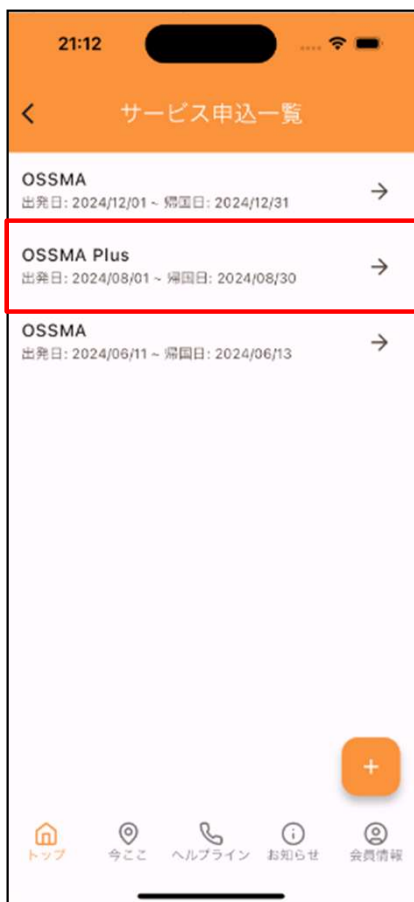 21:12
サービス申込一覧
OSSMA
出発日: 2024/12/01 ~ 帰国日: 2024/12/31
OSSMA Plus
出発日: 2024/08/01 ~ 帰国日: 2024/08/30
OSSMA
出発日: 2024/06/11 ~ 帰国日: 2024/06/13
+
トップ 今ここ ヘルプライン お知らせ 会員情報